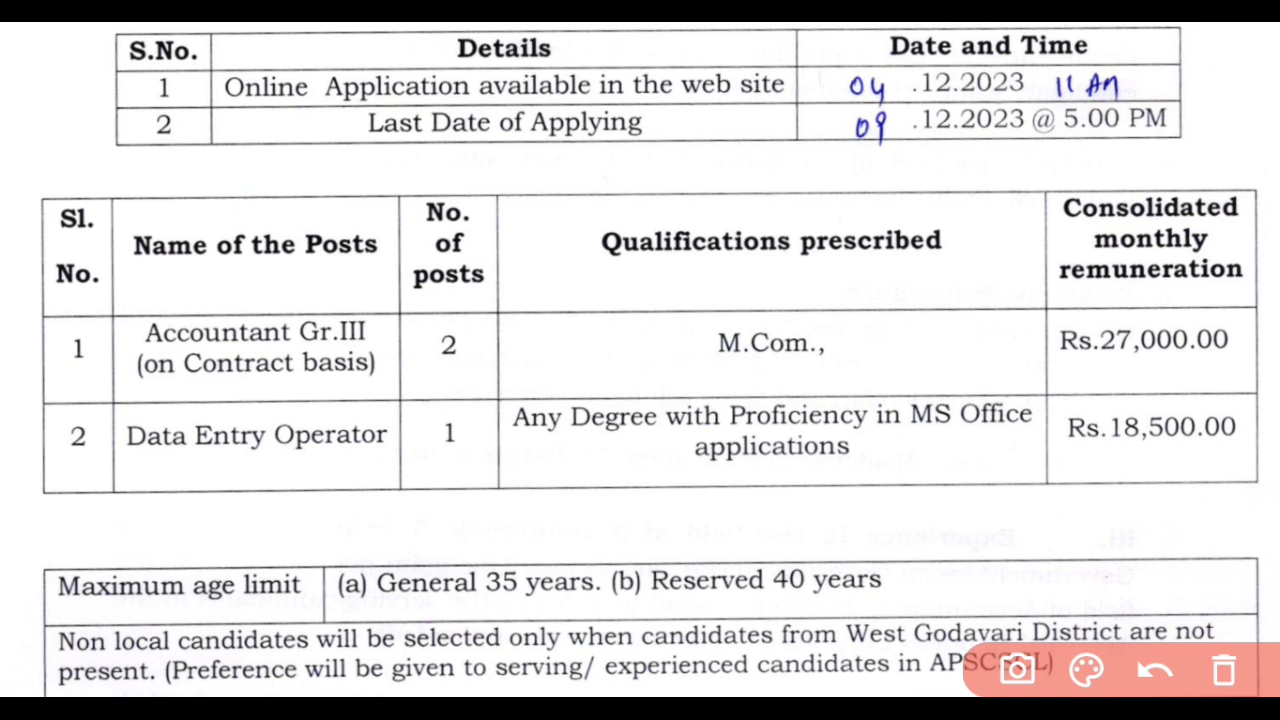 S.No. Details Date and Time
1 Online Application available in the web site 04 .12.2023 11 AM
2 Last Date of Applying 09 .12.2023 @ 5.00 PM
Sl. No. Name of the Posts No. of posts Qualifications prescribed Consolidated monthly remuneration
1 Accountant Gr.III (on Contract basis) 2 M.Com., Rs.27,000.00
2 Data Entry Operator 1 Any Degree with Proficiency in MS Office applications Rs.18,500.00
Maximum age limit (a) General 35 years. (b) Reserved 40 years
Non local candidates will be selected only when candidates from West Godavari District are not
present. (Preference will be given to serving/ experienced candidates in APSCSCL)